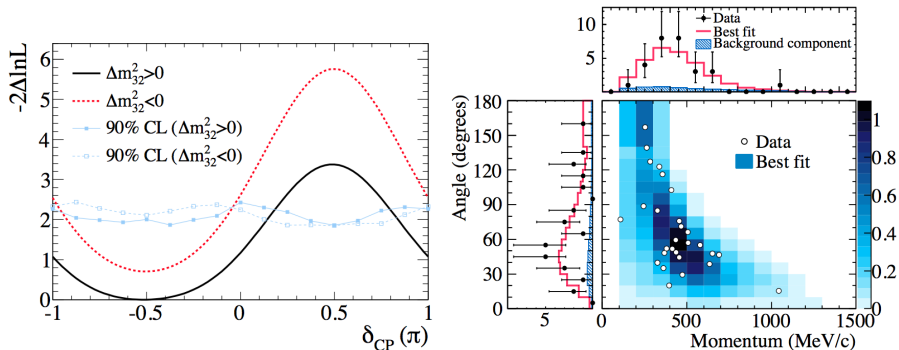 -2ΔlnL
6
5
4
3
2
1
0
Δm²₃₂>0
Δm²₃₂<0
90% CL (Δm²₃₂>0)
90% CL (Δm²₃₂<0)
-1 -0.5 0 0.5 1
δCP (π)
10
5
Data
Best fit
Background component
Angle (degrees)
180
150
120
90
60
30
0
5
Data
Best fit
1
0.8
0.6
0.4
0.2
0
0 500 1000 1500
Momentum (MeV/c)